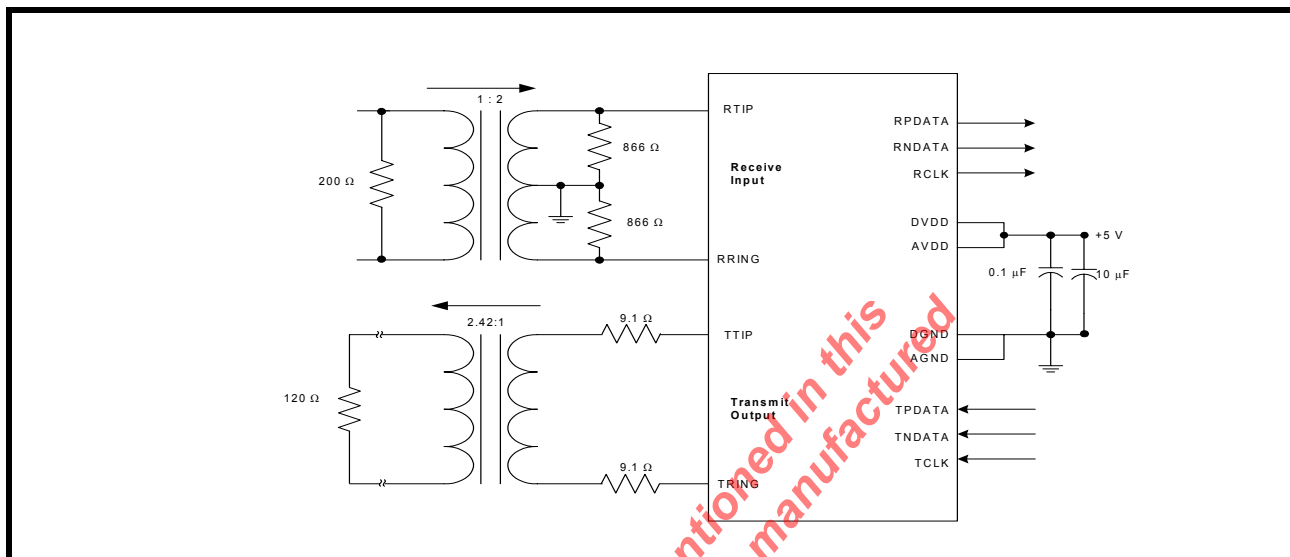 1 : 2
RTIP
200 Ω
866 Ω
866 Ω
Receive
Input
RRING
RPDATA
RNDATA
RCLK
DVDD
AVDD
+5 V
0.1 µF
10 µF
2.42:1
9.1 Ω
TTIP
120 Ω
Transmit
Output
9.1 Ω
TRING
DGND
AGND
TPDATA
TNDATA
TCLK
in this
manufactured